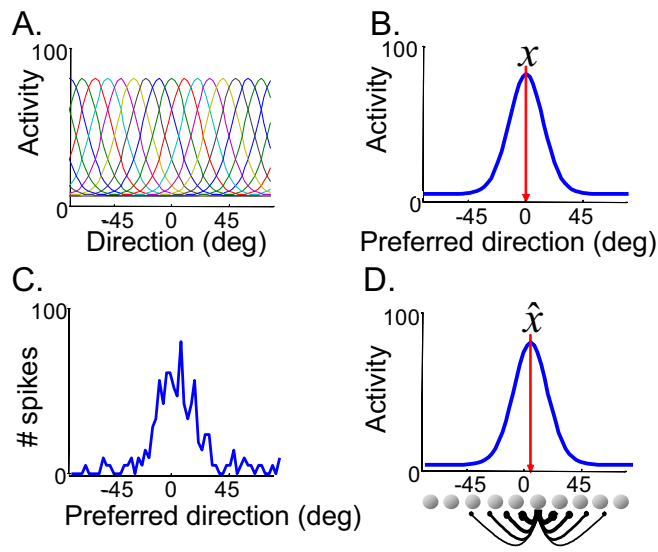 A.
100
Activity
0
-45 0 45
Direction (deg)
B.
100
x
Activity
0
-45 0 45
Preferred direction (deg)
C.
100
# spikes
0
-45 0 45
Preferred direction (deg)
D.
100
x̂
Activity
0
-45 0 45